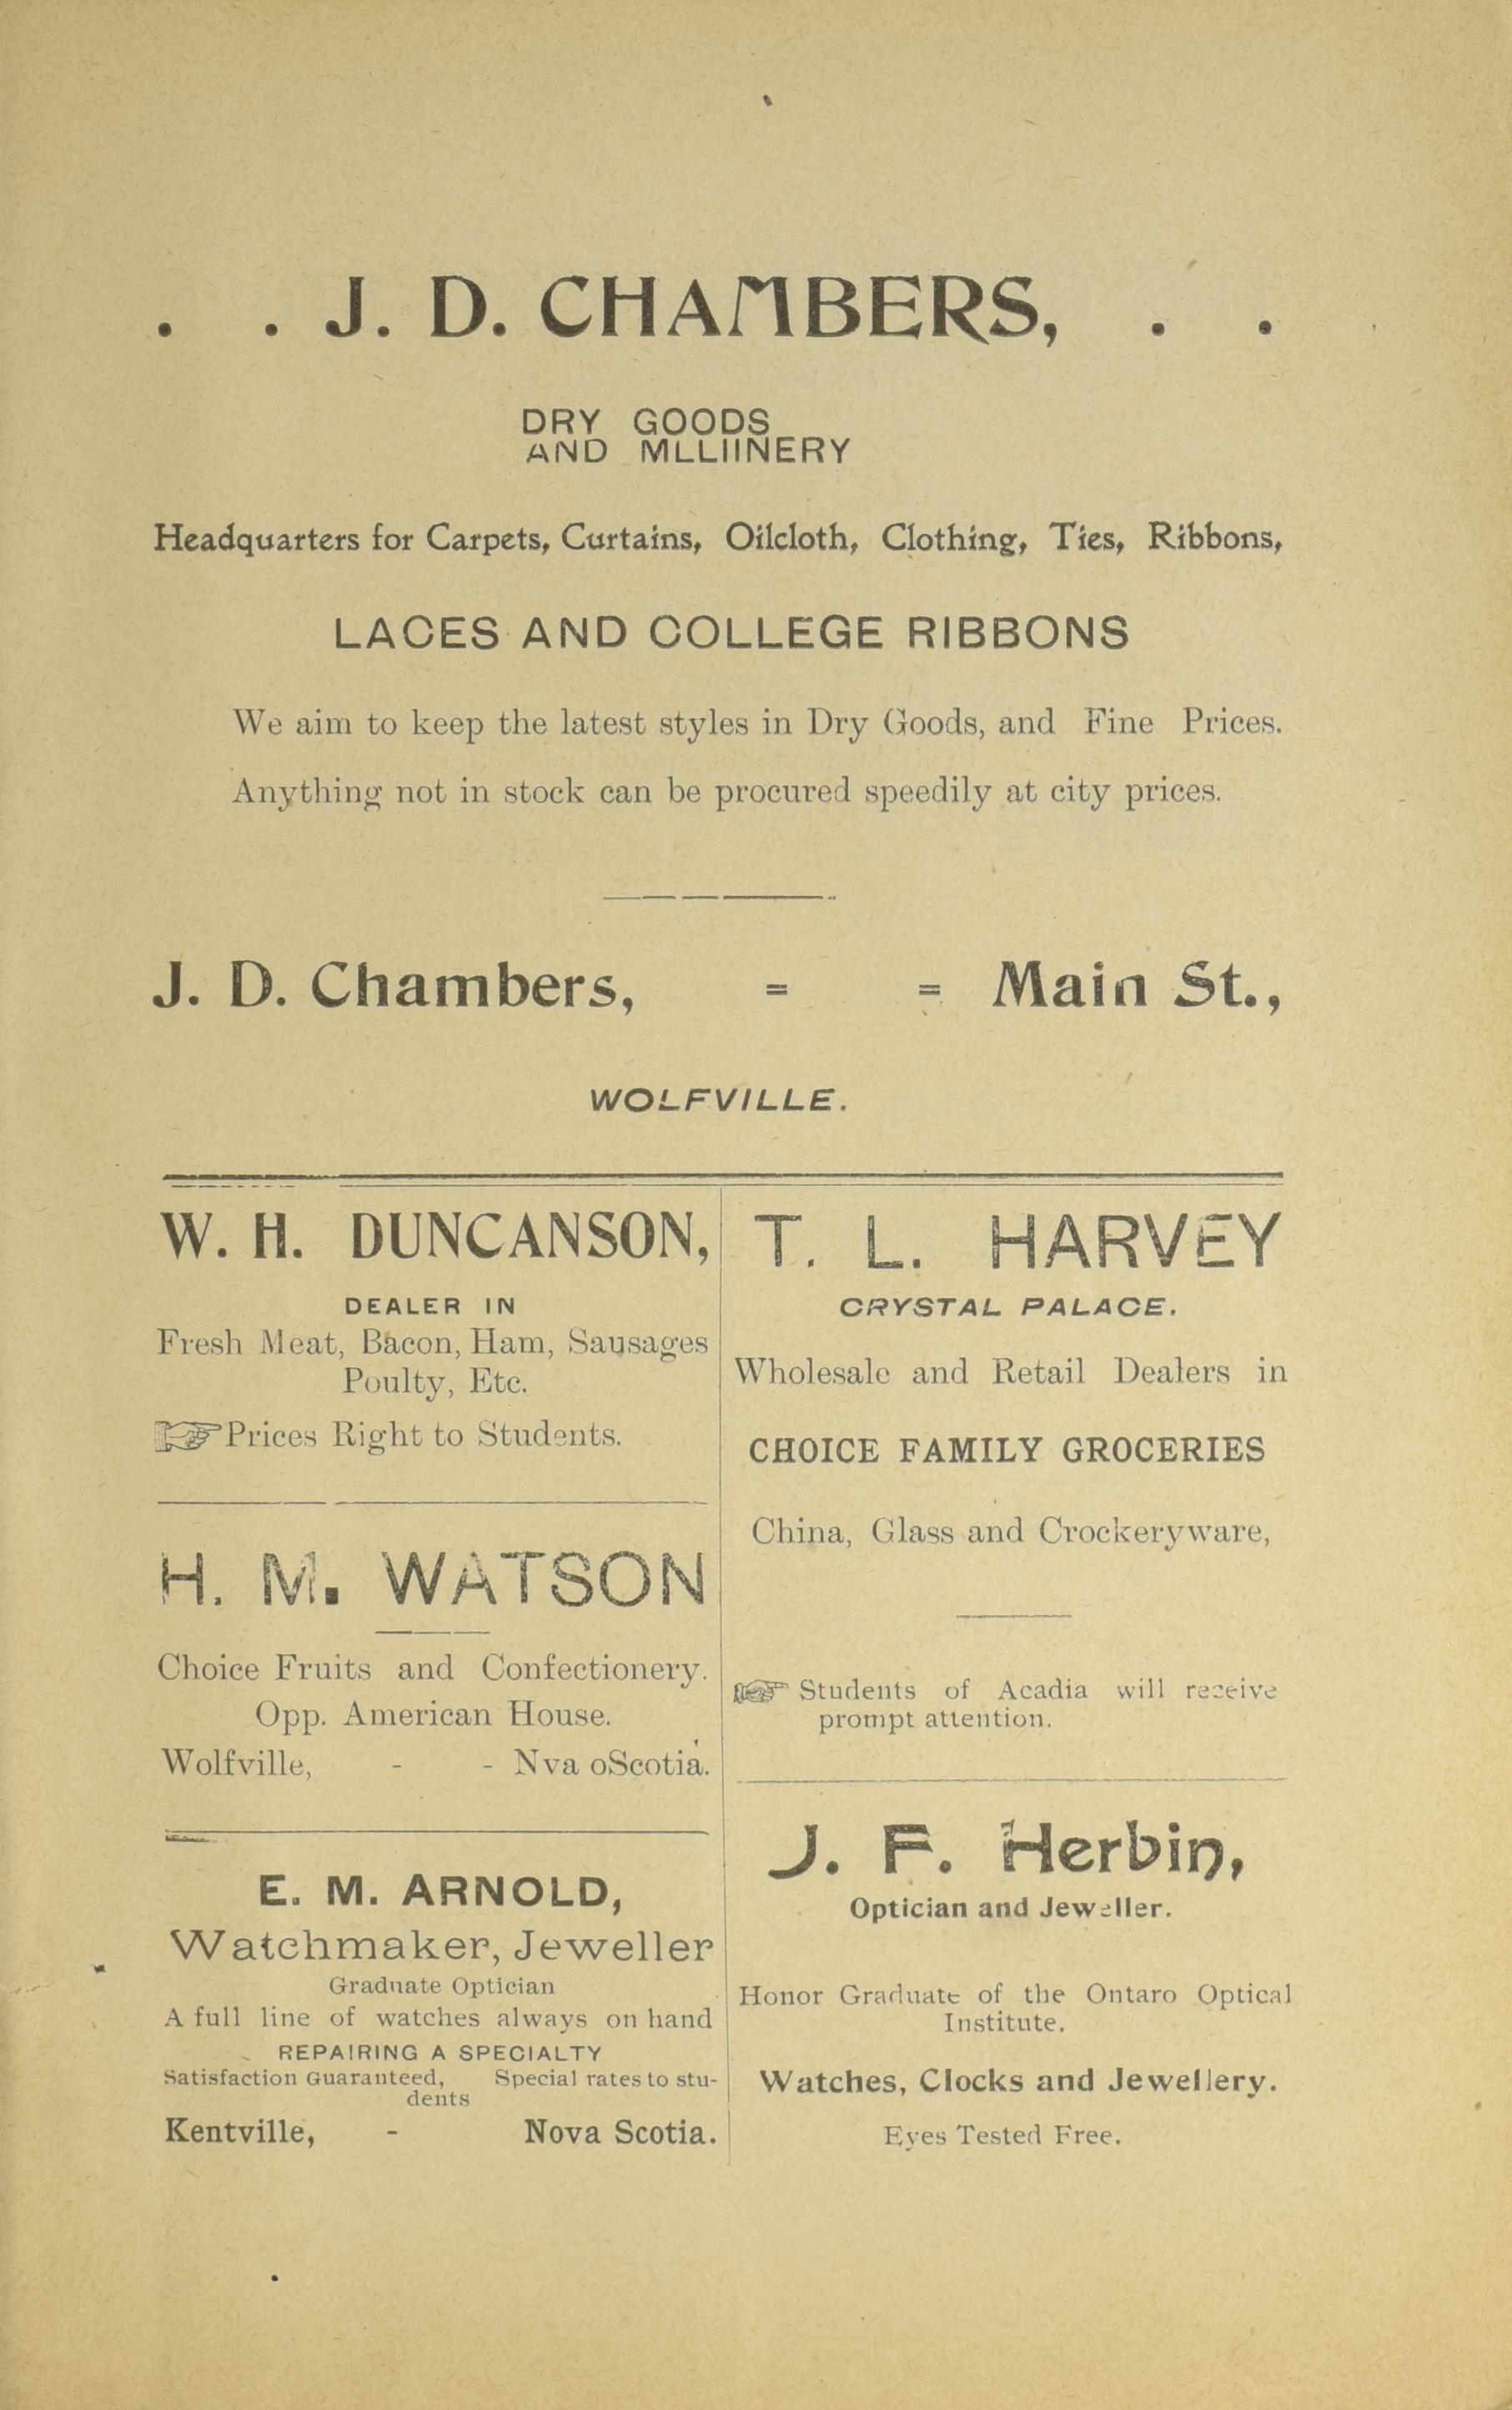 . . J. D. CHAMBERS, . .
DRY GOODS
AND MLLIINERY
Headquarters for Carpets, Curtains, Oilcloth, Clothing, Ties, Ribbons,
LACES AND COLLEGE RIBBONS
We aim to keep the latest styles in Dry Goods, and Fine Prices.
Anything not in stock can be procured speedily at city prices.
J. D. Chambers, = = Main St.,
WOLFVILLE.
W. H. DUNCANSON,
DEALER IN
Fresh Meat, Bacon, Ham, Sausages
Poulty, Etc.
☞Prices Right to Students.
H. M. WATSON
Choice Fruits and Confectionery.
Opp. American House.
Wolfville, - - Nva oScotia.
E. M. ARNOLD,
Watchmaker, Jeweller
Graduate Optician
A full line of watches always on hand
REPAIRING A SPECIALTY
Satisfaction Guaranteed, Special rates to stu-
dents
Kentville, - Nova Scotia.
T. L. HARVEY
CRYSTAL PALACE.
Wholesale and Retail Dealers in
CHOICE FAMILY GROCERIES
China, Glass and Crockeryware,
☞ Students of Acadia will receive
prompt attention.
J. F. Herbin,
Optician and Jeweller.
Honor Graduate of the Ontaro Optical
Institute.
Watches, Clocks and Jewellery.
Eyes Tested Free.